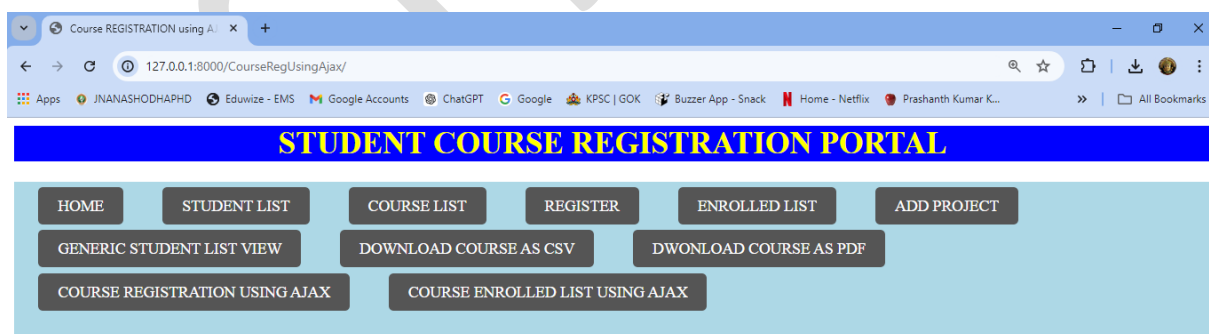 Course REGISTRATION using AJ
127.0.0.1:8000/CourseRegUsingAjax/
Apps JNANASHODHAPHD Eduwize - EMS Google Accounts ChatGPT Google KPSC | GOK Buzzer App - Snack Home - Netflix Prashanth Kumar K... » All Bookmarks
STUDENT COURSE REGISTRATION PORTAL
HOME STUDENT LIST COURSE LIST REGISTER ENROLLED LIST ADD PROJECT
GENERIC STUDENT LIST VIEW DOWNLOAD COURSE AS CSV DWONLOAD COURSE AS PDF
COURSE REGISTRATION USING AJAX COURSE ENROLLED LIST USING AJAX